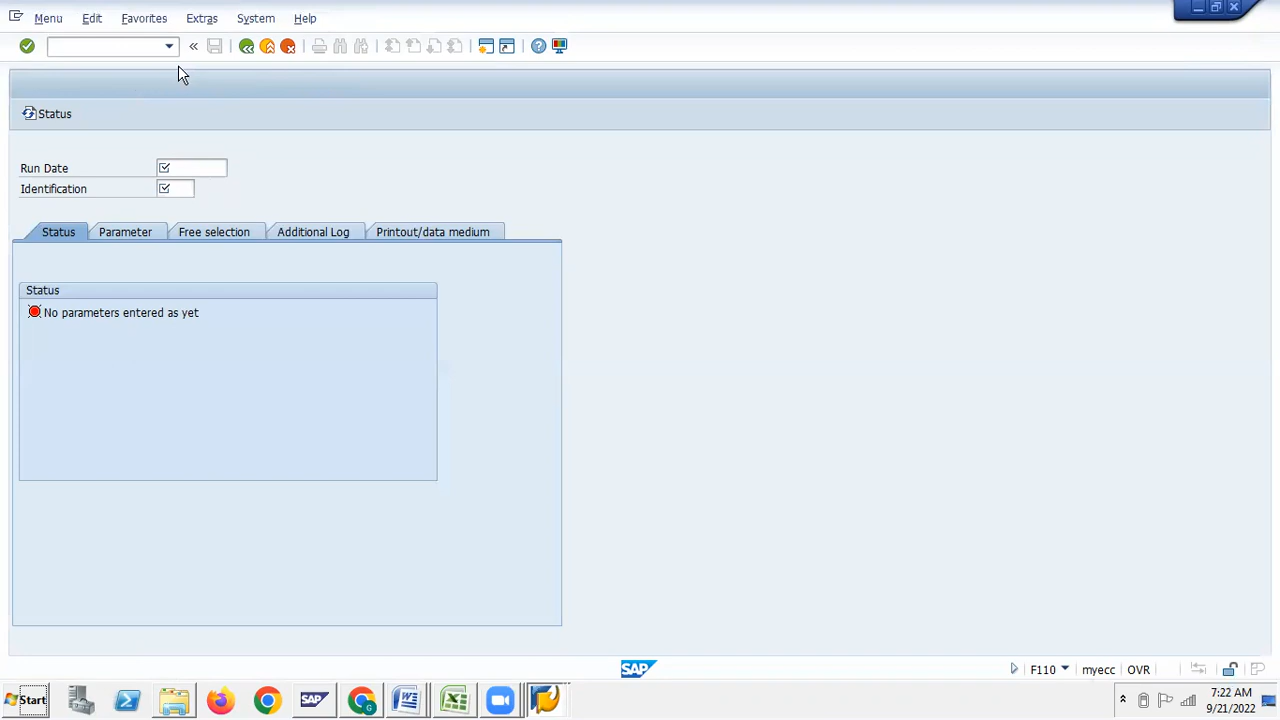 Menu Edit Favorites Extras System Help
Status
Run Date
Identification
Status Parameter Free selection Additional Log Printout/data medium
Status
No parameters entered as yet
SAP F110 myecc OVR
Start SAP 7:22 AM
9/21/2022